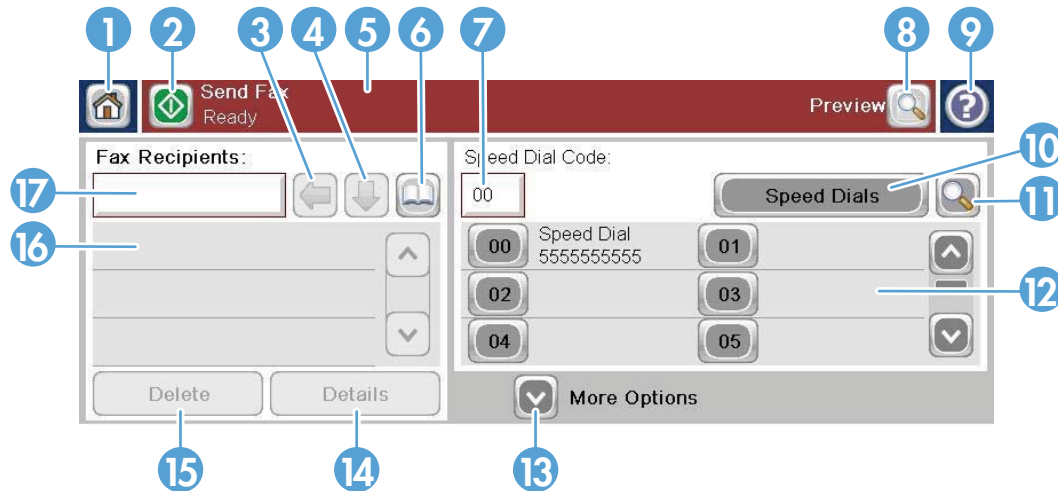 1 2 3 4 5 6 7 8 9
Send Fax
Ready
Preview
Fax Recipients:
Speed Dial Code:
10
17
00
Speed Dials
11
16
00 Speed Dial 01
5555555555
12
02 03
04 05
Delete Details
More Options
15 14 13